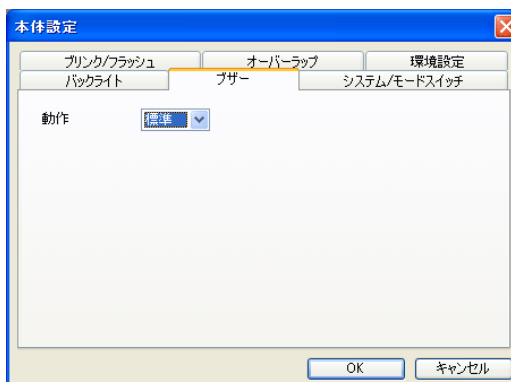 本体設定
ブリンク/フラッシュ オーバーラップ 環境設定
バックライト ブザー システム/モードスイッチ
動作 標準
OK キャンセル